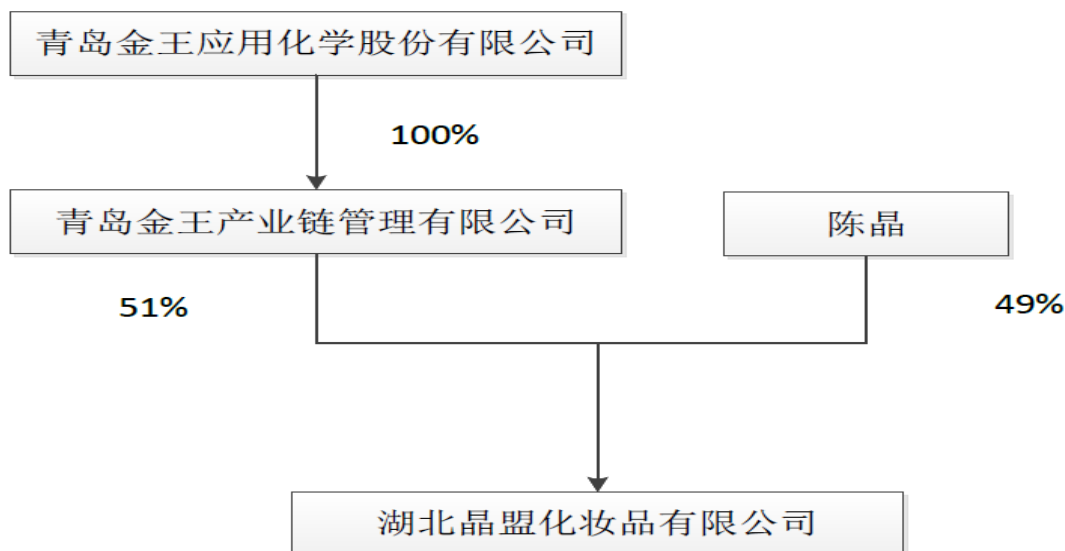 青岛金王应用化学股份有限公司
100%
青岛金王产业链管理有限公司
陈晶
51%
49%
湖北晶盟化妆品有限公司